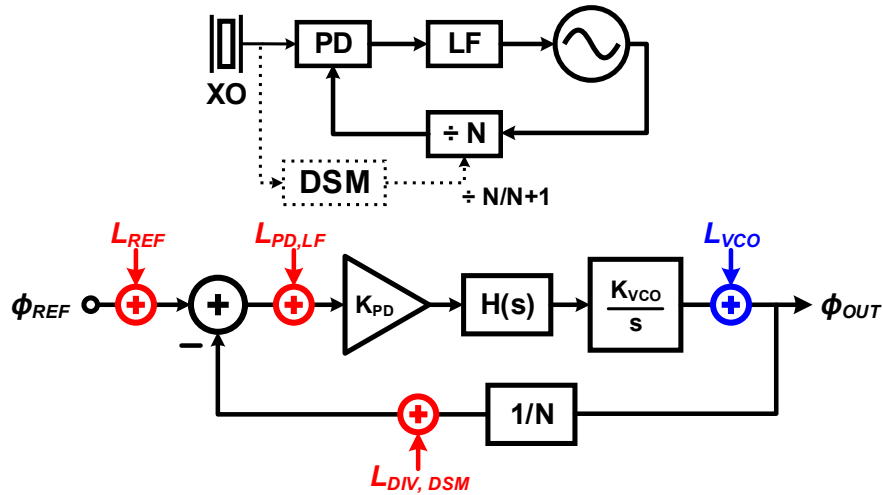 XO
PD
LF
÷ N
DSM
÷ N/N+1
L_REF
L_PD,LF
L_VCO
ϕ_REF
+
+
+
K_PD
H(s)
K_VCO
s
+
ϕ_OUT
−
+
1/N
L_DIV, DSM